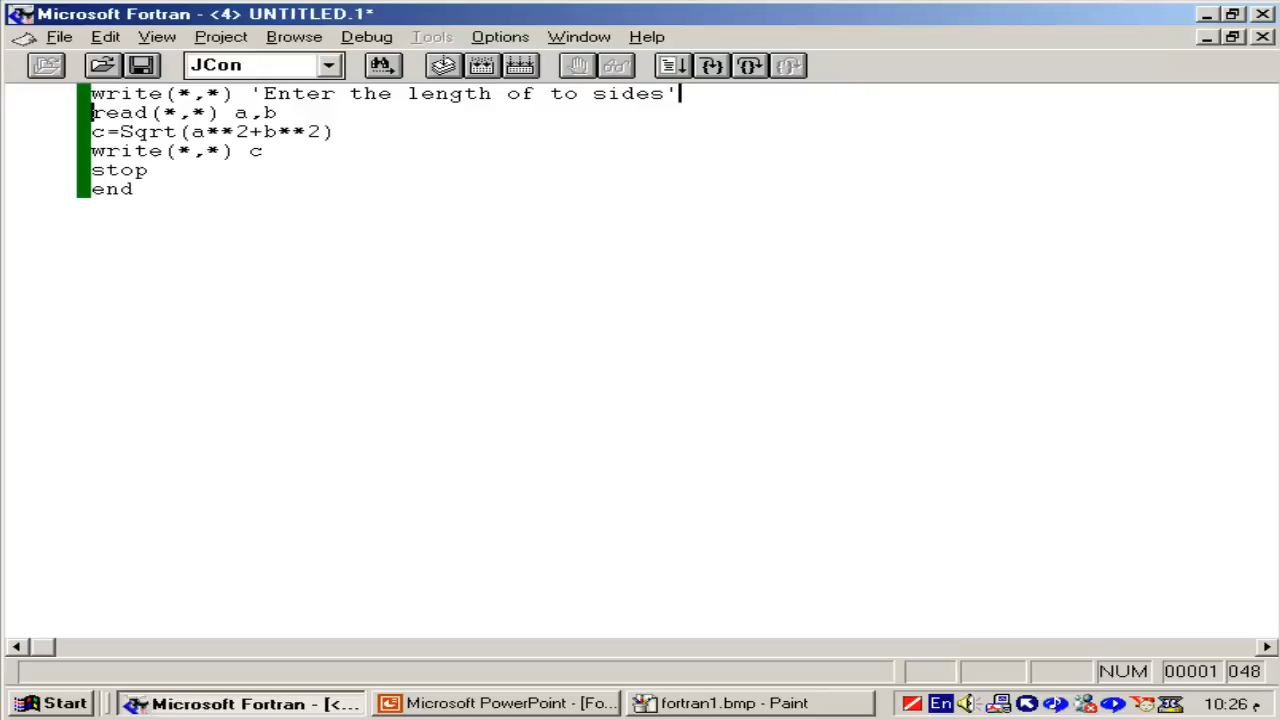 Microsoft Fortran - <4> UNTITLED.1*
File Edit View Project Browse Debug Tools Options Window Help
JCon
write(*,*) 'Enter the length of to sides'
read(*,*) a,b
c=Sqrt(a**2+b**2)
write(*,*) c
stop
end
NUM 00001 048
Start Microsoft Fortran - [<... Microsoft PowerPoint - [Fo... fortran1.bmp - Paint En 10:26 م